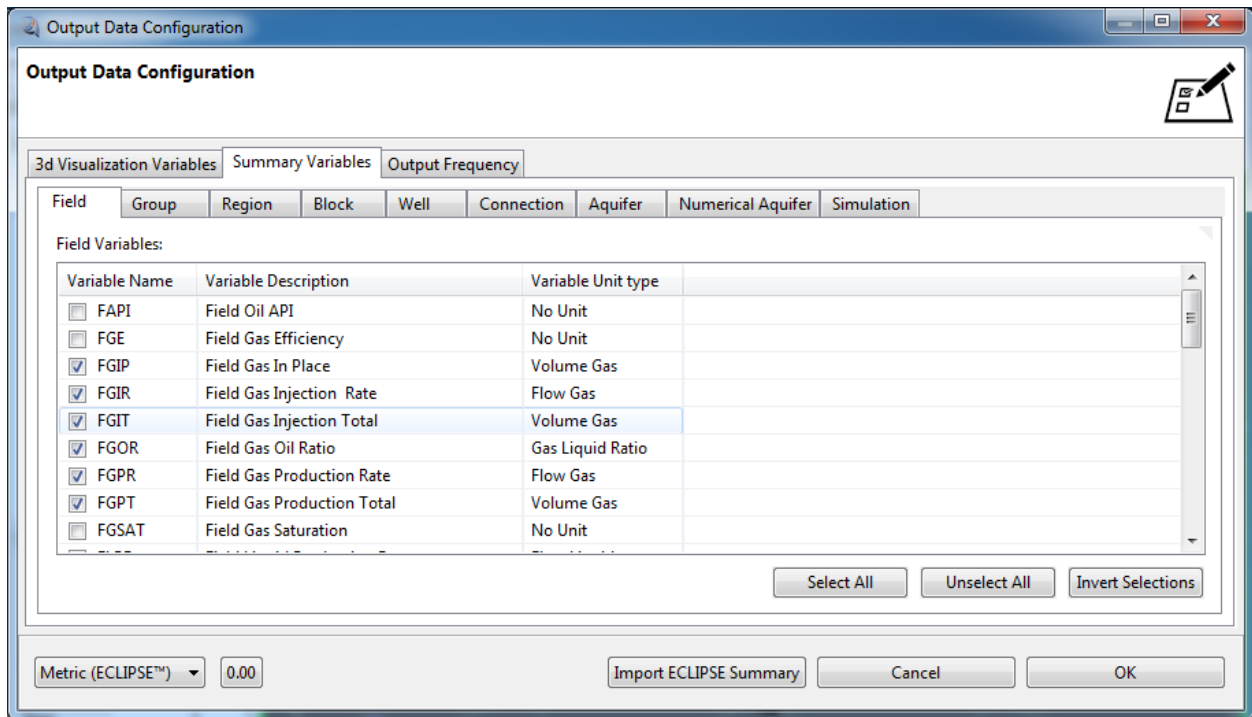 Output Data Configuration
Output Data Configuration
3d Visualization Variables Summary Variables Output Frequency
Field Group Region Block Well Connection Aquifer Numerical Aquifer Simulation
Field Variables:
Variable Name Variable Description Variable Unit type
FAPI Field Oil API No Unit
FGE Field Gas Efficiency No Unit
FGIP Field Gas In Place Volume Gas
FGIR Field Gas Injection Rate Flow Gas
FGIT Field Gas Injection Total Volume Gas
FGOR Field Gas Oil Ratio Gas Liquid Ratio
FGPR Field Gas Production Rate Flow Gas
FGPT Field Gas Production Total Volume Gas
FGSAT Field Gas Saturation No Unit
Select All Unselect All Invert Selections
Metric (ECLIPSE™) 0.00 Import ECLIPSE Summary Cancel OK